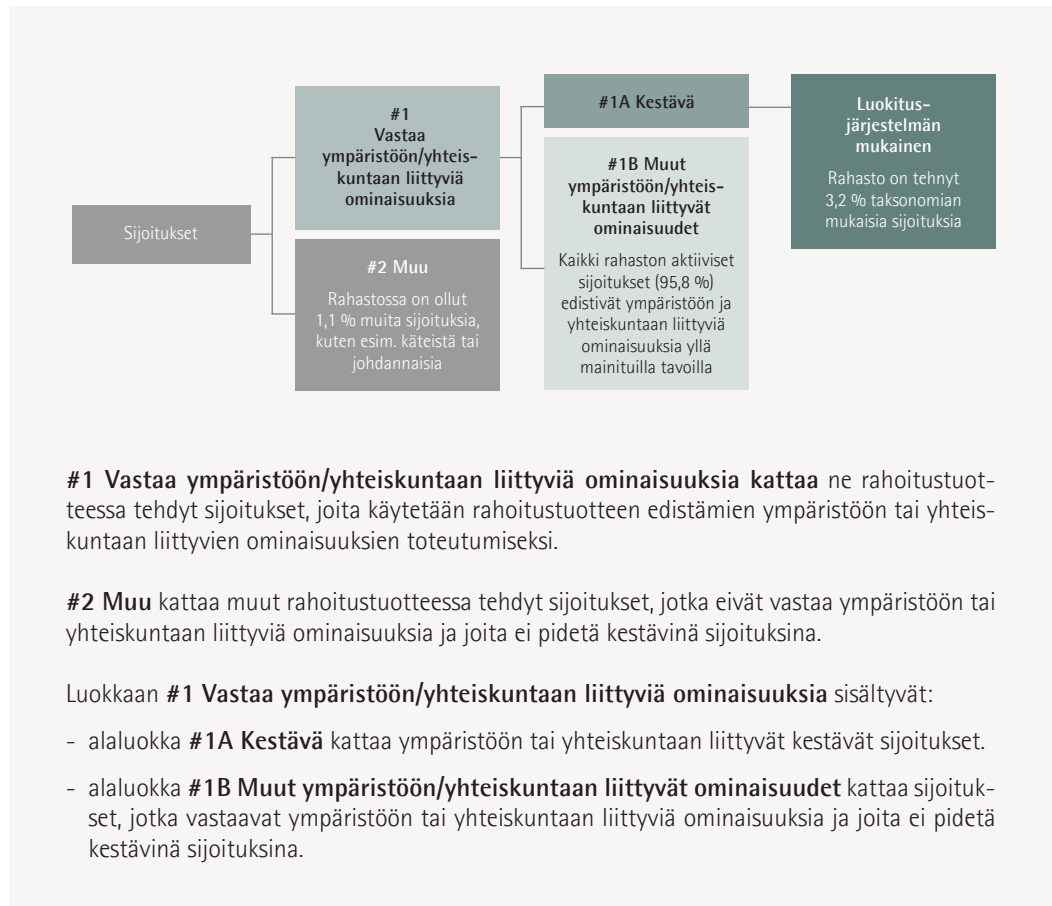 Sijoitukset
#1
Vastaa
ympäristöön/yhteis-
kuntaan liittyviä
ominaisuuksia
#2 Muu
Rahastossa on ollut
1,1 % muita sijoituksia,
kuten esim. käteistä tai
johdannaisia
#1A Kestävä
#1B Muut
ympäristöön/yhteis-
kuntaan liittyvät
ominaisuudet
Kaikki rahaston aktiiviset
sijoitukset (95,8 %)
edistivät ympäristöön ja
yhteiskuntaan liittyviä
ominaisuuksia yllä
mainituilla tavoilla
Luokitus-
järjestelmän
mukainen
Rahasto on tehnyt
3,2 % taksonomian
mukaisia sijoituksia
#1 Vastaa ympäristöön/yhteiskuntaan liittyviä ominaisuuksia kattaa ne rahoitustuot-
teessa tehdyt sijoitukset, joita käytetään rahoitustuotteen edistämien ympäristöön tai yhteis-
kuntaan liittyvien ominaisuuksien toteutumiseksi.
#2 Muu kattaa muut rahoitustuotteessa tehdyt sijoitukset, jotka eivät vastaa ympäristöön tai
yhteiskuntaan liittyviä ominaisuuksia ja joita ei pidetä kestävinä sijoituksina.
Luokkaan #1 Vastaa ympäristöön/yhteiskuntaan liittyviä ominaisuuksia sisältyvät:
- alaluokka #1A Kestävä kattaa ympäristöön tai yhteiskuntaan liittyvät kestävät sijoitukset.
- alaluokka #1B Muut ympäristöön/yhteiskuntaan liittyvät ominaisuudet kattaa sijoituk-
set, jotka vastaavat ympäristöön tai yhteiskuntaan liittyviä ominaisuuksia ja joita ei pidetä
kestävinä sijoituksina.